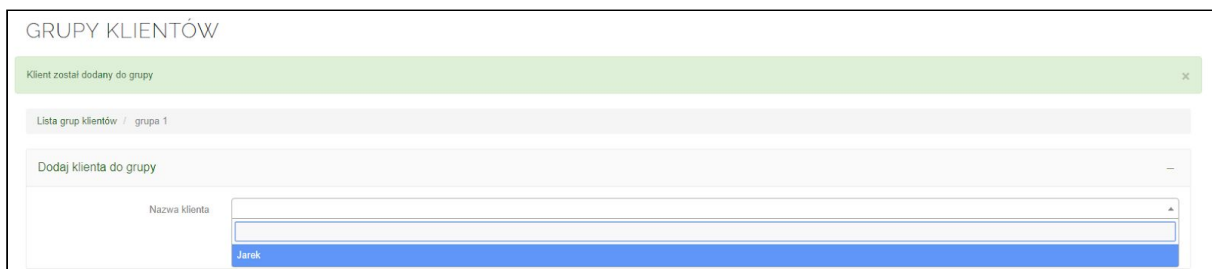 GRUPY KLIENTÓW
Klient został dodany do grupy ×
Lista grup klientów / grupa 1
Dodaj klienta do grupy –
Nazwa klienta
Jarek